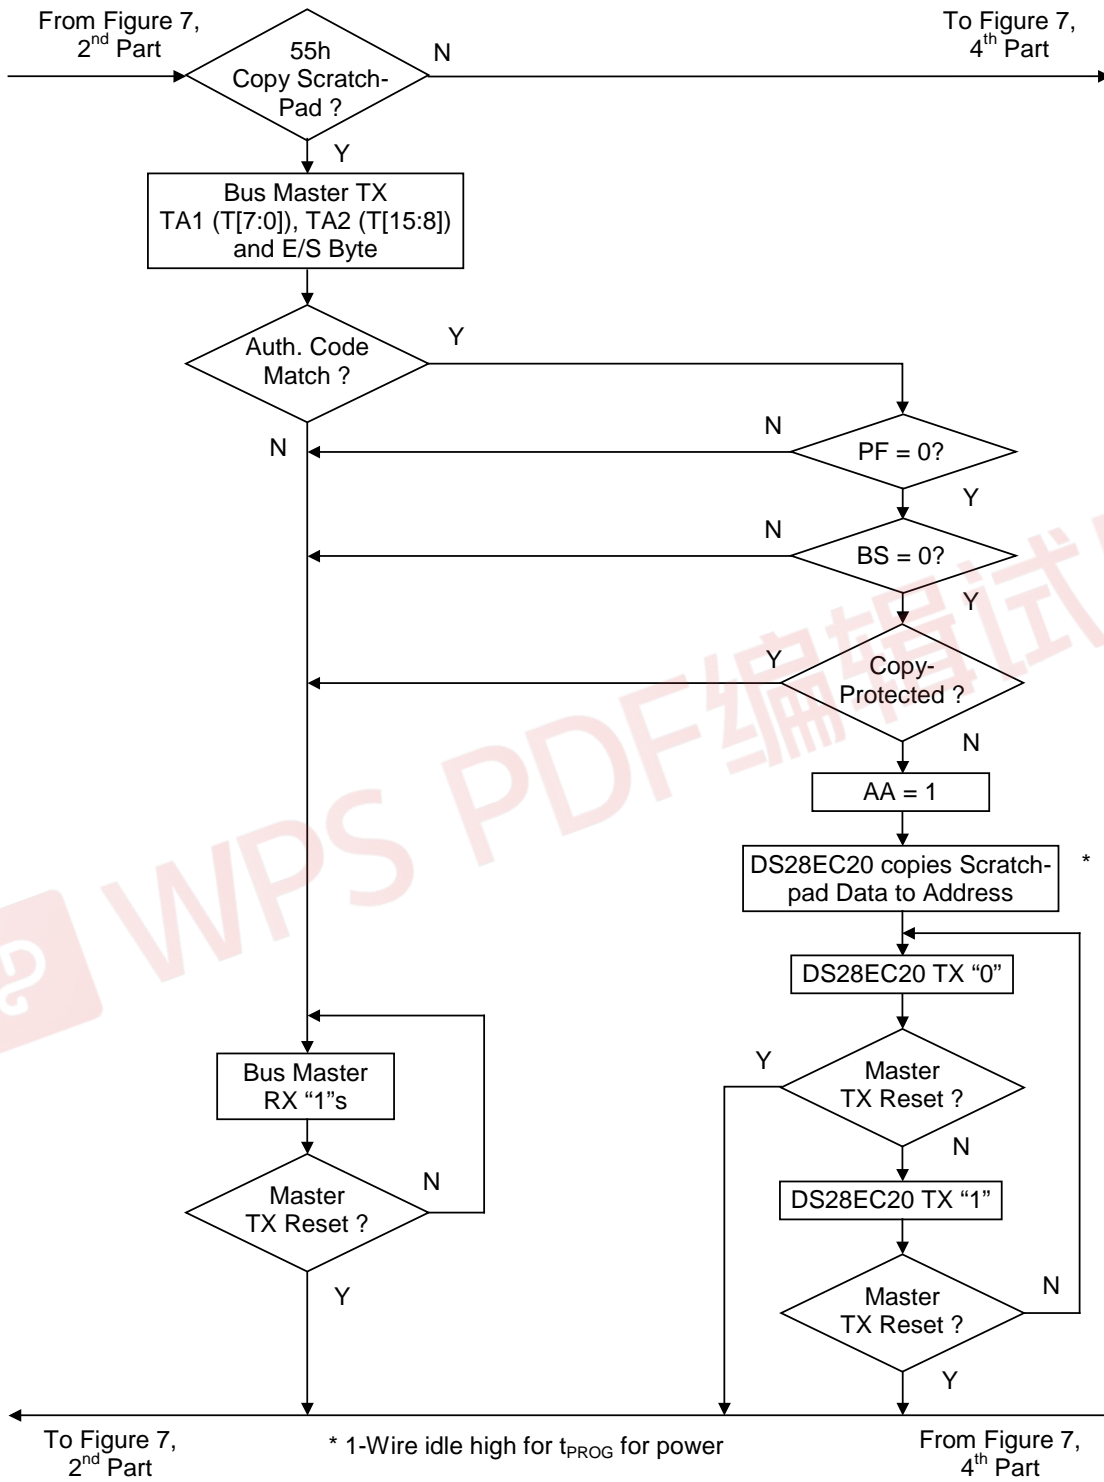 From Figure 7,
2nd Part
To Figure 7,
4th Part
55h
Copy Scratch-
Pad ?
N
Y
Bus Master TX
TA1 (T[7:0]), TA2 (T[15:8])
and E/S Byte
Auth. Code
Match ?
Y
N
N
PF = 0?
Y
N
BS = 0?
Y
Y
Copy-
Protected ?
N
AA = 1
DS28EC20 copies Scratch-
pad Data to Address
*
DS28EC20 TX “0”
Y
Master
TX Reset ?
N
Bus Master
RX “1”s
DS28EC20 TX “1”
Master
TX Reset ?
N
Y
Master
TX Reset ?
N
Y
To Figure 7,
2nd Part
* 1-Wire idle high for tPROG for power
From Figure 7,
4th Part
WPS PDF编辑试